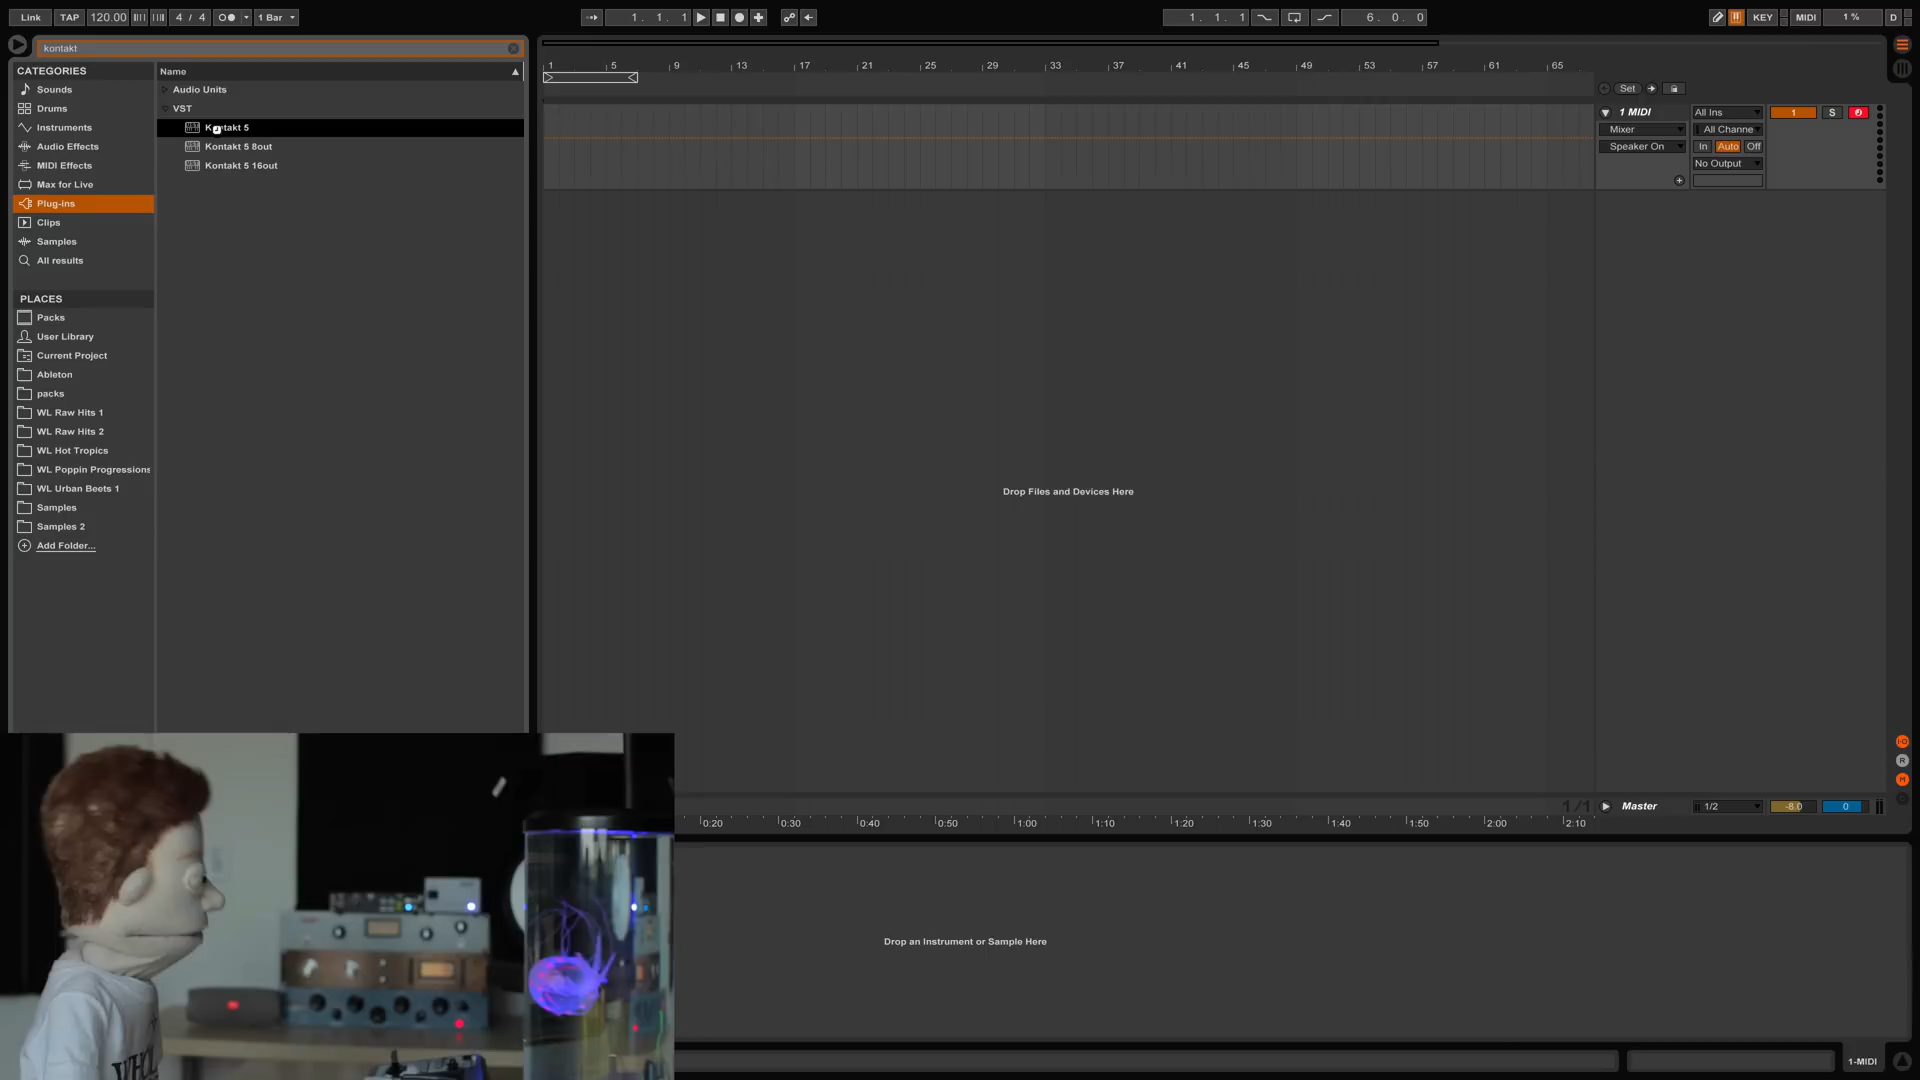 Link TAP 120.00 4 / 4 1 Bar 1. 1. 1 1. 1. 1 6. 0. 0 KEY MIDI 1 % D
kontakt
CATEGORIES
Sounds
Drums
Instruments
Audio Effects
MIDI Effects
Max for Live
Plug-ins
Clips
Samples
All results
PLACES
Packs
User Library
Current Project
Ableton
packs
WL Raw Hits 1
WL Raw Hits 2
WL Hot Tropics
WL Poppin Progressions
WL Urban Beets 1
Samples
Samples 2
Add Folder...
Name
Audio Units
VST
Kontakt 5
Kontakt 5 8out
Kontakt 5 16out
1 5 9 13 17 21 25 29 33 37 41 45 49 53 57 61 65
Set
1 MIDI All Ins 1 S
Mixer All Channe
Speaker On In Auto Off
No Output
Drop Files and Devices Here
R
H
1/1 Master 1/2 -8.0 0
0:20 0:30 0:40 0:50 1:00 1:10 1:20 1:30 1:40 1:50 2:00 2:10
Drop an Instrument or Sample Here
1-MIDI